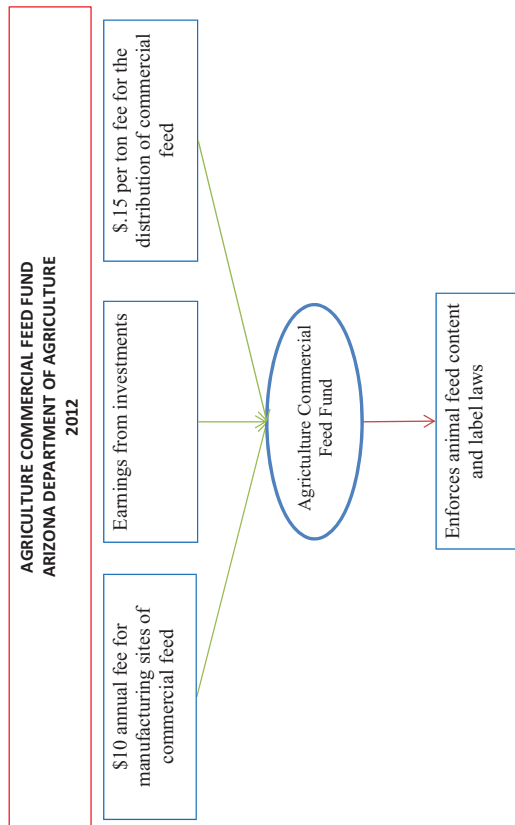 AGRICULTURE COMMERCIAL FEED FUND
ARIZONA DEPARTMENT OF AGRICULTURE
2012
$10 annual fee for
manufacturing sites of
commercial feed
Earnings from investments
$.15 per ton fee for the
distribution of commercial
feed
Agrictulture Commercial
Feed Fund
Enforces animal feed content
and label laws